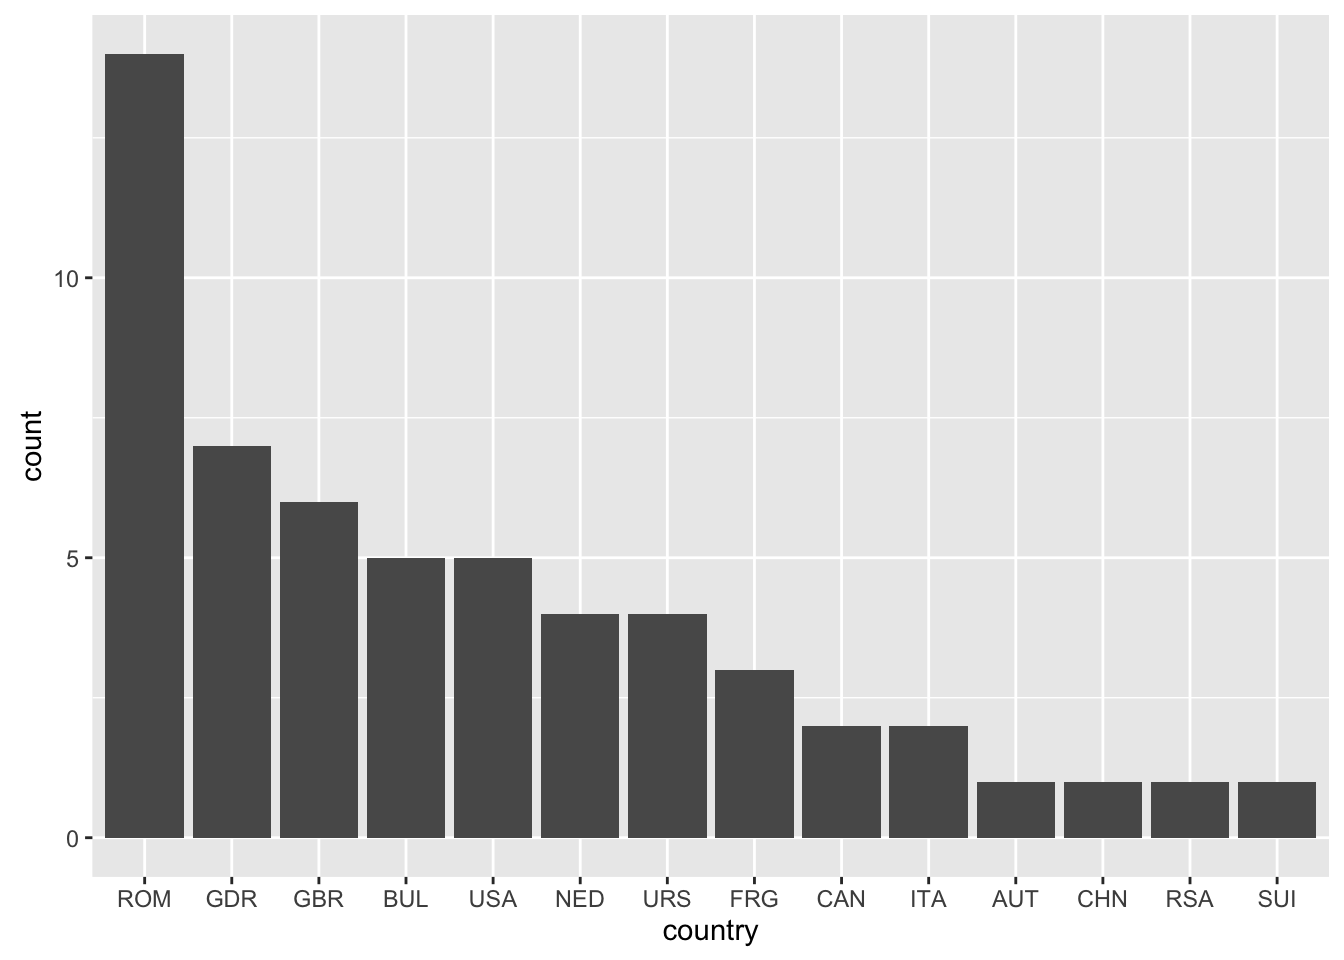 count
10
5
0
ROM GDR GBR BUL USA NED URS FRG CAN ITA AUT CHN RSA SUI
country